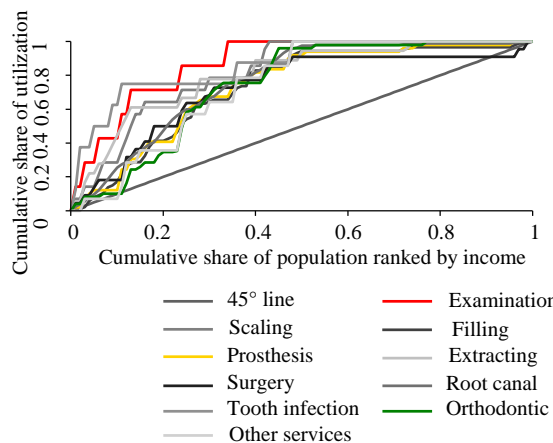 Cumulative share of utilization
0 0.2 0.4 0.6 0.8 1
0.2 0.4 0.6 0.8 1
Cumulative share of population ranked by income
45° line Examination
Scaling Filling
Prosthesis Extracting
Surgery Root canal
Tooth infection Orthodontic
Other services